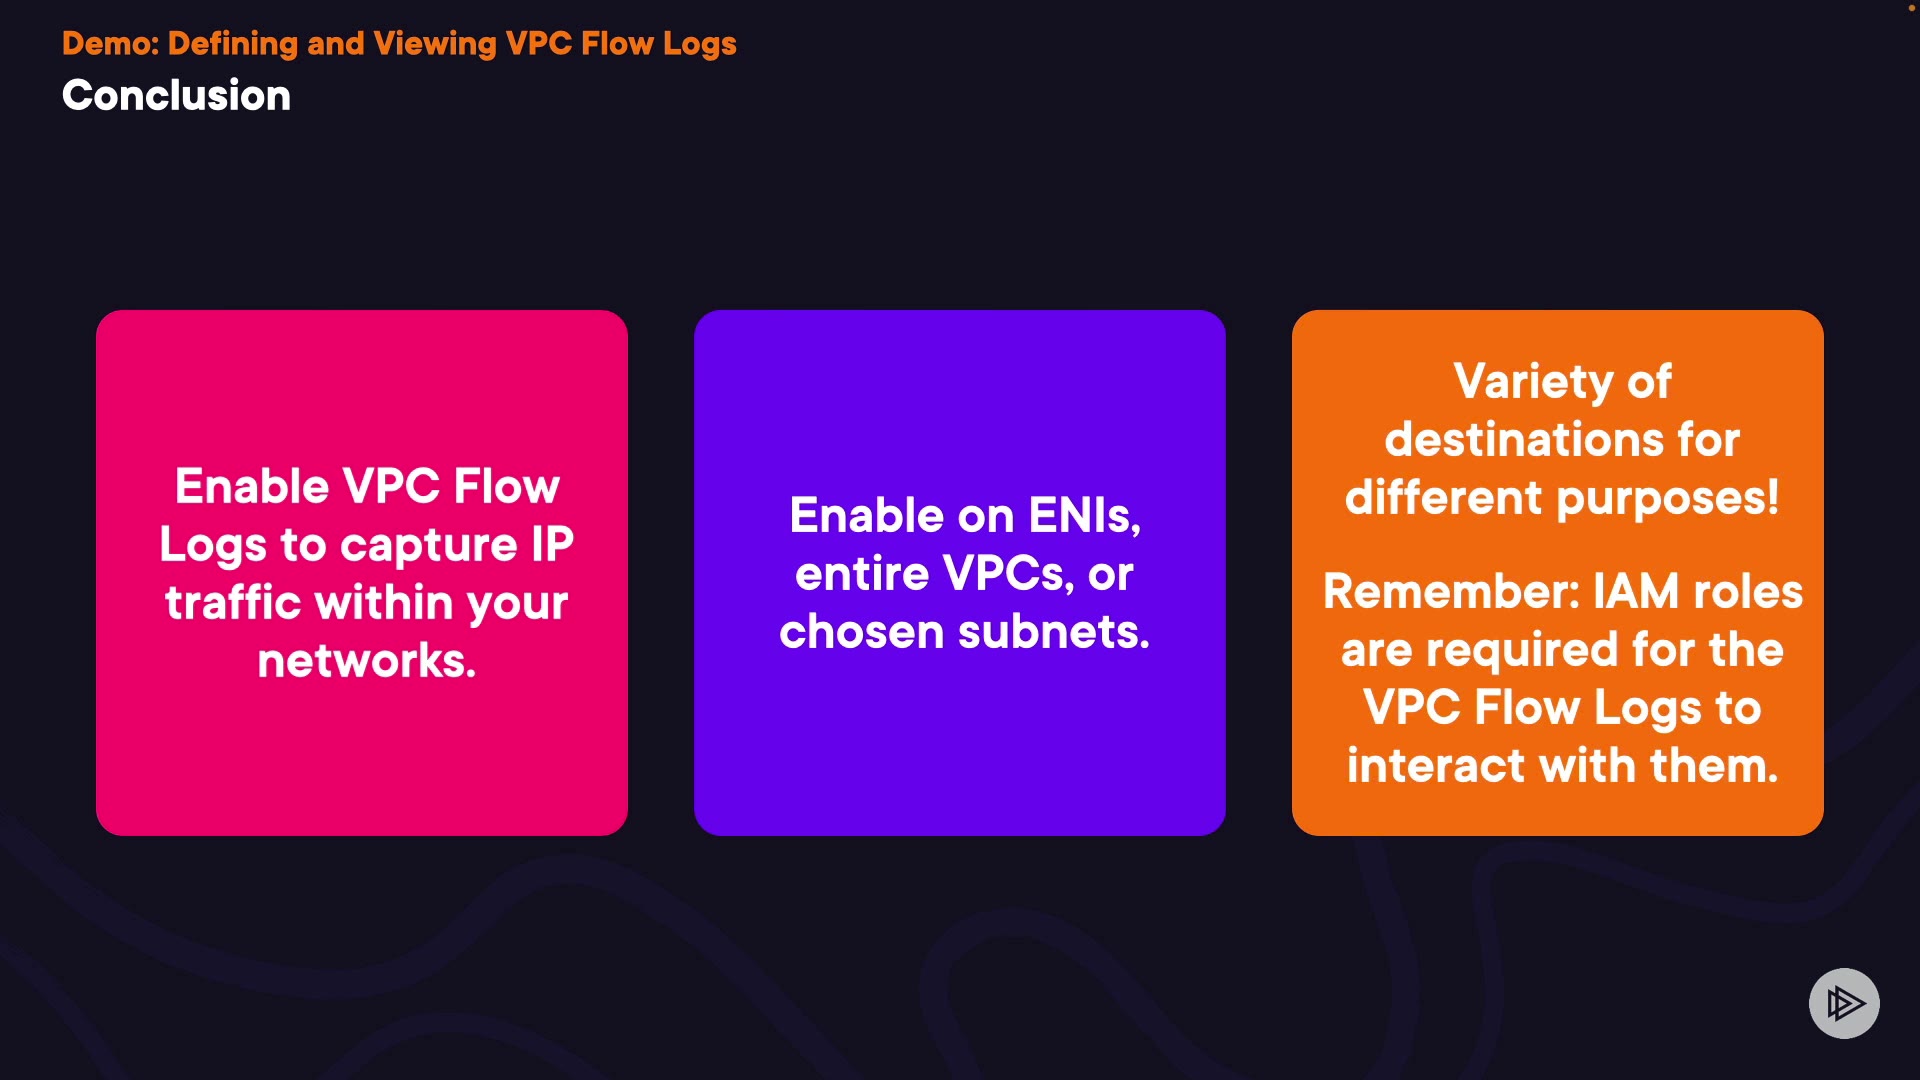 Demo: Defining and Viewing VPC Flow Logs
Conclusion
Enable VPC Flow
Logs to capture IP
traffic within your
networks.
Enable on ENIs,
entire VPCs, or
chosen subnets.
Variety of
destinations for
different purposes!
Remember: IAM roles
are required for the
VPC Flow Logs to
interact with them.